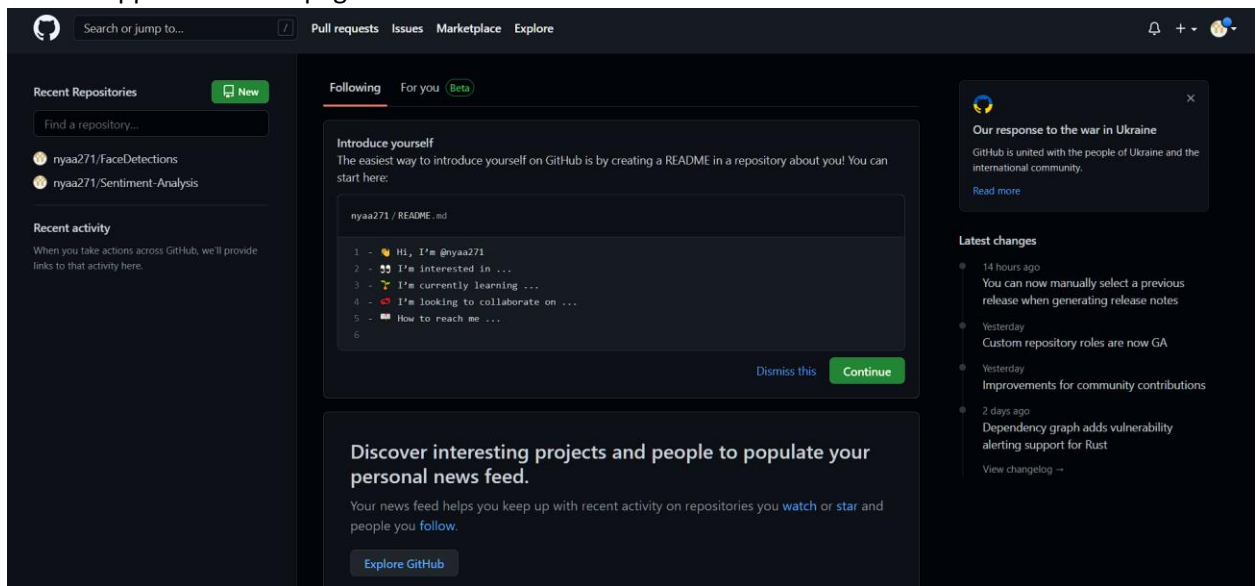 Search or jump to...
/
Pull requests Issues Marketplace Explore
Recent Repositories
New
Find a repository...
nyaa271/FaceDetections
nyaa271/Sentiment-Analysis
Recent activity
When you take actions across GitHub, we'll provide
links to that activity here.
Following For you Beta
Introduce yourself
The easiest way to introduce yourself on GitHub is by creating a README in a repository about you! You can
start here:
nyaa271 / README.md
1 - 👋 Hi, I'm @nyaa271
2 - 👀 I'm interested in ...
3 - 🌱 I'm currently learning ...
4 - 💞️ I'm looking to collaborate on ...
5 - 📫 How to reach me ...
6
Dismiss this Continue
Discover interesting projects and people to populate your
personal news feed.
Your news feed helps you keep up with recent activity on repositories you watch or star and
people you follow.
Explore GitHub
Our response to the war in Ukraine
GitHub is united with the people of Ukraine and the
international community.
Read more
Latest changes
14 hours ago
You can now manually select a previous
release when generating release notes
Yesterday
Custom repository roles are now GA
Yesterday
Improvements for community contributions
2 days ago
Dependency graph adds vulnerability
alerting support for Rust
View changelog →